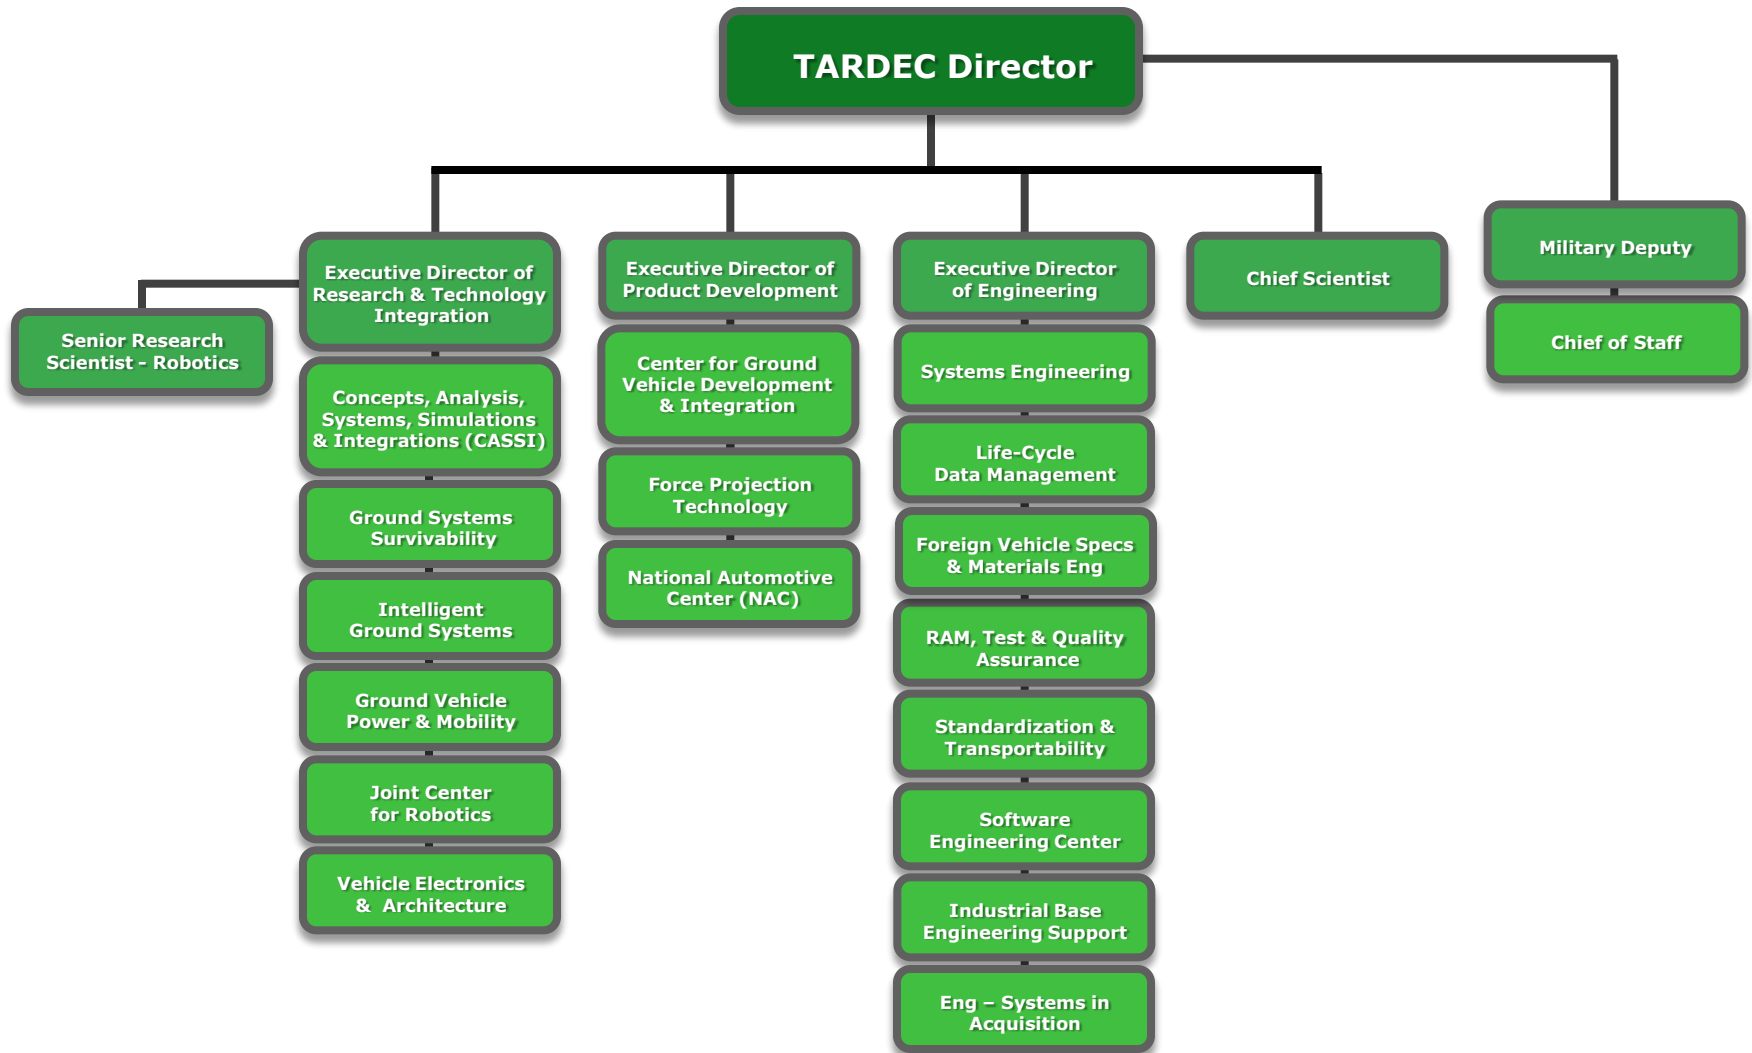 TARDEC Director
Executive Director of
Research & Technology
Integration
Senior Research
Scientist – Robotics
Concepts, Analysis,
Systems, Simulations
& Integrations (CASSI)
Ground Systems
Survivability
Intelligent
Ground Systems
Ground Vehicle
Power & Mobility
Joint Center
for Robotics
Vehicle Electronics
& Architecture
Executive Director of
Product Development
Center for Ground
Vehicle Development
& Integration
Force Projection
Technology
National Automotive
Center (NAC)
Executive Director
of Engineering
Systems Engineering
Life-Cycle
Data Management
Foreign Vehicle Specs
& Materials Eng
RAM, Test & Quality
Assurance
Standardization &
Transportability
Software
Engineering Center
Industrial Base
Engineering Support
Eng – Systems in
Acquisition
Chief Scientist
Military Deputy
Chief of Staff